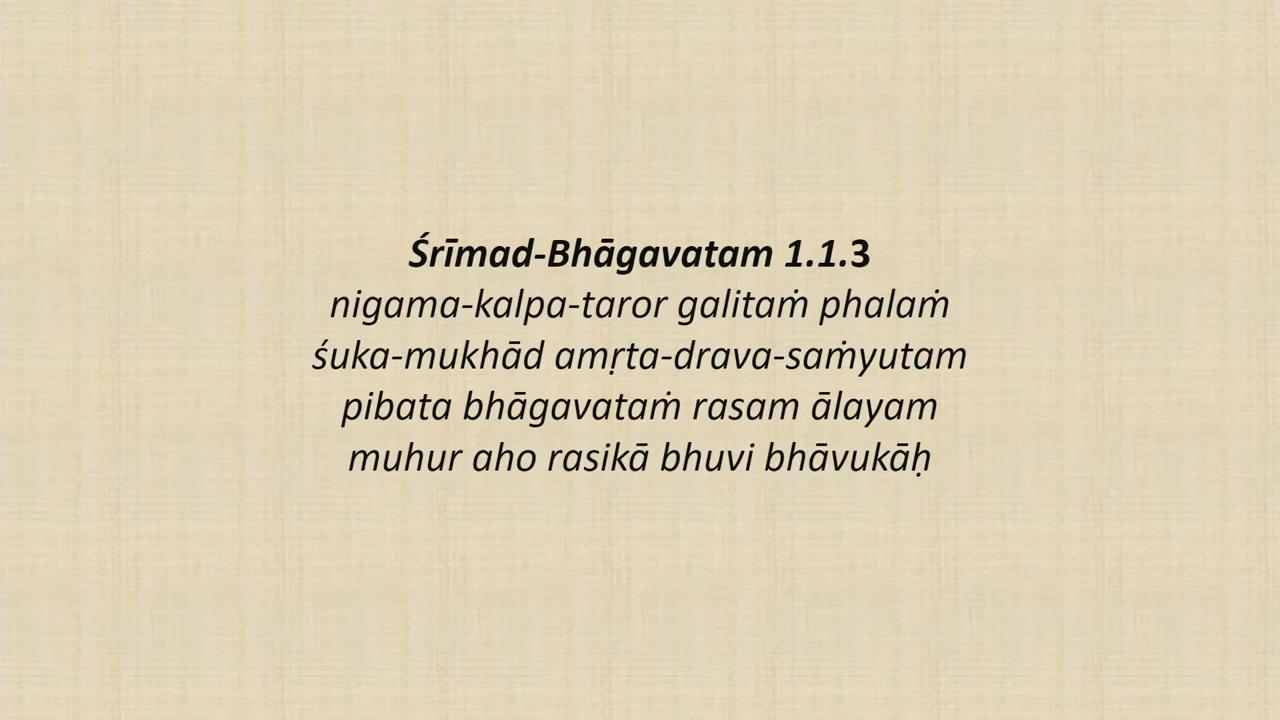 Śrīmad-Bhāgavatam 1.1.3
nigama-kalpa-taror galitaṁ phalaṁ
śuka-mukhād amṛta-drava-saṁyutam
pibata bhāgavataṁ rasam ālayam
muhur aho rasikā bhuvi bhāvukāḥ